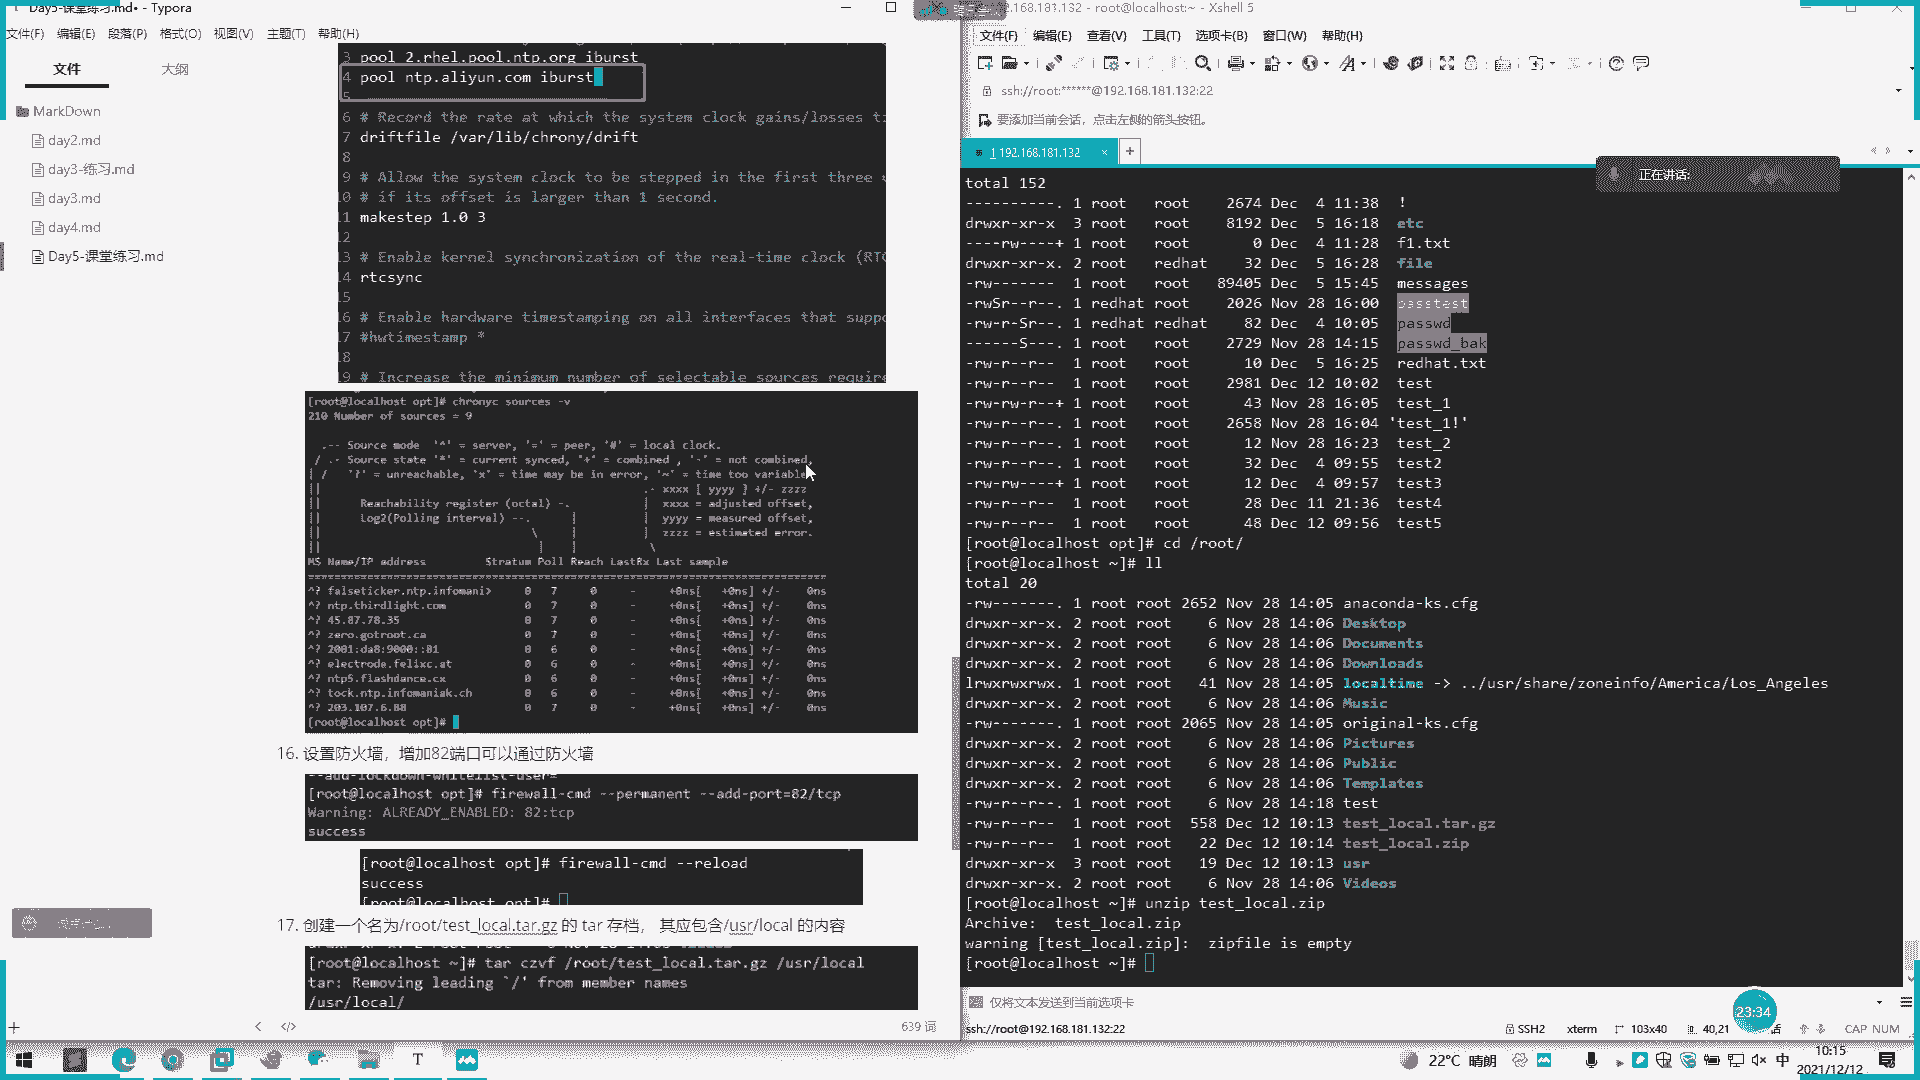 Day5-课堂练习.md• - Typora
文件(F) 编辑(E) 段落(P) 格式(O) 视图(V) 主题(T) 帮助(H)
文件 大纲
MarkDown
day2.md
day3-练习.md
day3.md
day4.md
Day5-课堂练习.md
3 pool 2.rhel.pool.ntp.org iburst
4 pool ntp.aliyun.com iburst
5
6 # Record the rate at which the system clock gains/losses t
7 driftfile /var/lib/chrony/drift
8
9 # Allow the system clock to be stepped in the first three
10 # if its offset is larger than 1 second.
11 makestep 1.0 3
12
13 # Enable kernel synchronization of the real-time clock (RTC
14 rtcsync
15
16 # Enable hardware timestamping on all interfaces that supp
17 #hwtimestamp *
18
19 # Increase the minimum number of selectable sources require
[root@localhost opt]# chronyc sources -v
210 Number of sources = 9
.-- Source mode '^' = server, '=' = peer, '#' = local clock.
/ .- Source state '*' = current synced, '+' = combined , '-' = not combined,
| / '?' = unreachable, 'x' = time may be in error, '~' = time too variable
|| .- xxxx [ yyyy ] +/- zzzz
|| Reachability register (octal) -. | xxxx = adjusted offset,
|| Log2(Polling interval) --. | | yyyy = measured offset,
|| \ | | zzzz = estimated error.
|| | | \
MS Name/IP address Stratum Poll Reach LastRx Last sample
^? falseticker.ntp.infomani> 0 7 0 - +0ns[ +0ns] +/- 0ns
^? ntp.thirdlight.com 0 7 0 - +0ns[ +0ns] +/- 0ns
^? 45.87.78.35 0 7 0 - +0ns[ +0ns] +/- 0ns
^? zero.gotroot.ca 0 7 0 - +0ns[ +0ns] +/- 0ns
^? 2001:da8:9000::81 0 6 0 - +0ns[ +0ns] +/- 0ns
^? electrode.felixc.at 0 6 0 - +0ns[ +0ns] +/- 0ns
^? ntp5.flashdance.cx 0 6 0 - +0ns[ +0ns] +/- 0ns
^? tock.ntp.infomaniak.ch 0 6 0 - +0ns[ +0ns] +/- 0ns
^? 203.107.6.88 0 7 0 - +0ns[ +0ns] +/- 0ns
[root@localhost opt]#
16. 设置防火墙，增加82端口可以通过防火墙
--add-lockdown-whitelist-user=
[root@localhost opt]# firewall-cmd --permanent --add-port=82/tcp
Warning: ALREADY_ENABLED: 82:tcp
success
[root@localhost opt]# firewall-cmd --reload
success
[root@localhost opt]#
17. 创建一个名为/root/test_local.tar.gz 的 tar 存档， 其应包含/usr/local 的内容
[root@localhost ~]# tar czvf /root/test_local.tar.gz /usr/local
tar: Removing leading `/' from member names
/usr/local/
639 词
192.168.181.132 - root@localhost:~ - Xshell 5
文件(F) 编辑(E) 查看(V) 工具(T) 选项卡(B) 窗口(W) 帮助(H)
ssh://root:******@192.168.181.132:22
要添加当前会话，点击左侧的箭头按钮。
1 192.168.181.132
正在讲话:
total 152
----------. 1 root root 2674 Dec 4 11:38 !
drwxr-xr-x 3 root root 8192 Dec 5 16:18 etc
----rw----+ 1 root root 0 Dec 4 11:28 f1.txt
drwxr-xr-x. 2 root redhat 32 Dec 5 16:28 file
-rw------- 1 root root 89405 Dec 5 15:45 messages
-rwSr--r--. 1 redhat root 2026 Nov 28 16:00 passtest
-rw-r-Sr--. 1 redhat redhat 82 Dec 4 10:05 passwd
------S---. 1 root root 2729 Nov 28 14:15 passwd_bak
-rw-r--r--. 1 root root 10 Dec 5 16:25 redhat.txt
-rw-r--r--. 1 root root 2981 Dec 12 10:02 test
-rw-rw-r--+ 1 root root 43 Nov 28 16:05 test_1
-rw-r--r--. 1 root root 2658 Nov 28 16:04 'test_1!'
-rw-r--r--. 1 root root 12 Nov 28 16:23 test_2
-rw-r--r--. 1 root root 32 Dec 4 09:55 test2
-rw-rw----+ 1 root root 12 Dec 4 09:57 test3
-rw-r--r-- 1 root root 28 Dec 11 21:36 test4
-rw-r--r-- 1 root root 48 Dec 12 09:56 test5
[root@localhost opt]# cd /root/
[root@localhost ~]# ll
total 20
-rw-------. 1 root root 2652 Nov 28 14:05 anaconda-ks.cfg
drwxr-xr-x. 2 root root 6 Nov 28 14:06 Desktop
drwxr-xr-x. 2 root root 6 Nov 28 14:06 Documents
drwxr-xr-x. 2 root root 6 Nov 28 14:06 Downloads
lrwxrwxrwx. 1 root root 41 Nov 28 14:05 localtime -> ../usr/share/zoneinfo/America/Los_Angeles
drwxr-xr-x. 2 root root 6 Nov 28 14:06 Music
-rw-------. 1 root root 2065 Nov 28 14:05 original-ks.cfg
drwxr-xr-x. 2 root root 6 Nov 28 14:06 Pictures
drwxr-xr-x. 2 root root 6 Nov 28 14:06 Public
drwxr-xr-x. 2 root root 6 Nov 28 14:06 Templates
-rw-r--r--. 1 root root 6 Nov 28 14:18 test
-rw-r--r-- 1 root root 558 Dec 12 10:13 test_local.tar.gz
-rw-r--r-- 1 root root 22 Dec 12 10:14 test_local.zip
drwxr-xr-x 3 root root 19 Dec 12 10:13 usr
drwxr-xr-x. 2 root root 6 Nov 28 14:06 Videos
[root@localhost ~]# unzip test_local.zip
Archive: test_local.zip
warning [test_local.zip]: zipfile is empty
[root@localhost ~]#
仅将文本发送到当前选项卡
23:34
ssh://root@192.168.181.132:22 SSH2 xterm 103x40 40,21 CAP NUM
22°C 晴朗 中 10:15
2021/12/12